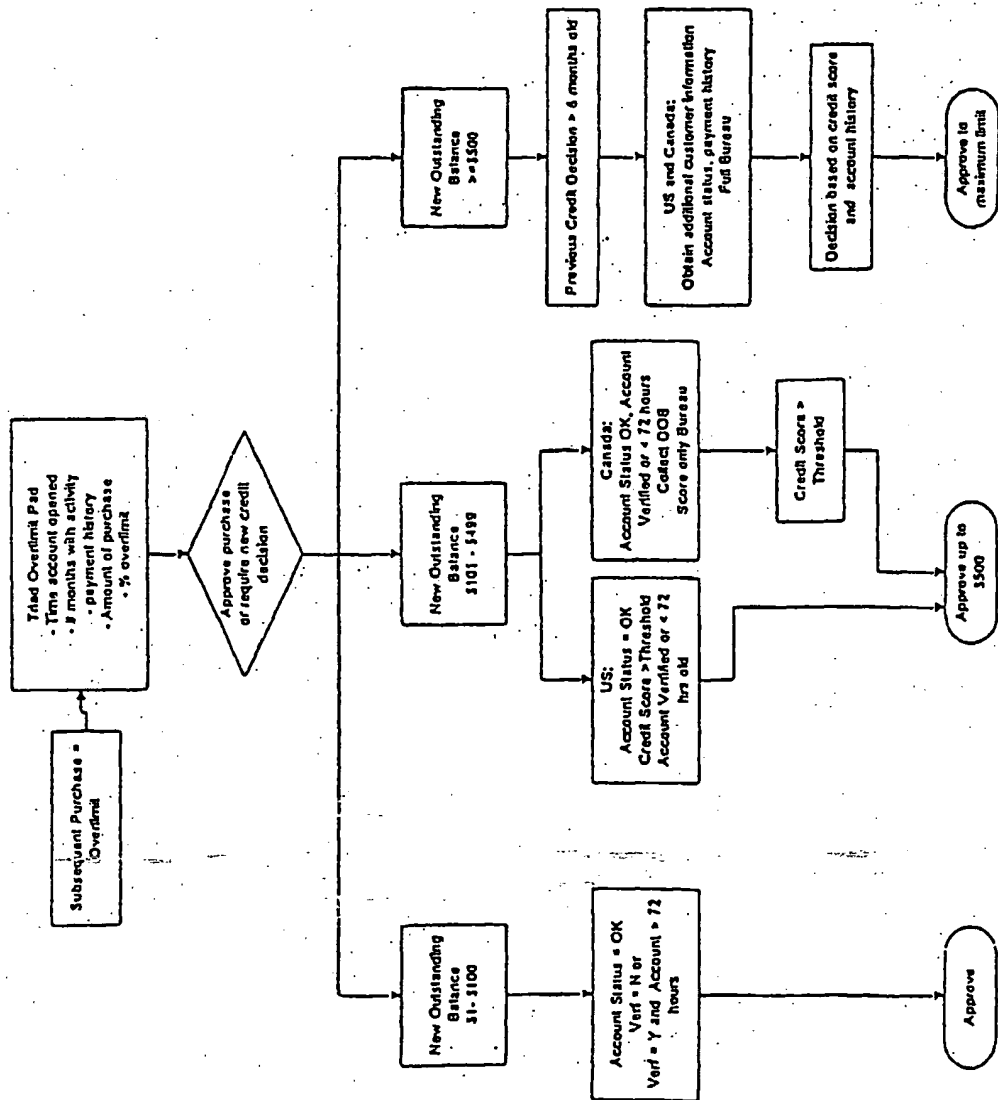 Subsequent Purchase =
Overlimit
Triad Overlimit Pad
- Time account opened
- # months with activity
- payment history
- Amount of purchase
- % overlimit
Approve purchase
or require new credit
decision
New Outstanding
Balance
$1- $100
New Outstanding
Balance
$101 - $499
New Outstanding
Balance
>=$500
Account Status = OK
Verf = N or
Verf = Y and Account > 72
hours
US:
Account Status = OK
Credit Score >Threshold
Account Verified or < 72
hrs old
Canada:
Account Status OK, Account
Verified or < 72 hours
Collect DOB
Score only Bureau
Credit Score >
Threshold
Previous Credit Decision > 6 months old
US and Canada:
Obtain additional customer information
Account status, payment history
Full Bureau
Decision based on credit score
and account history
Approve
Approve up to
$500
Approve to
maximum limit